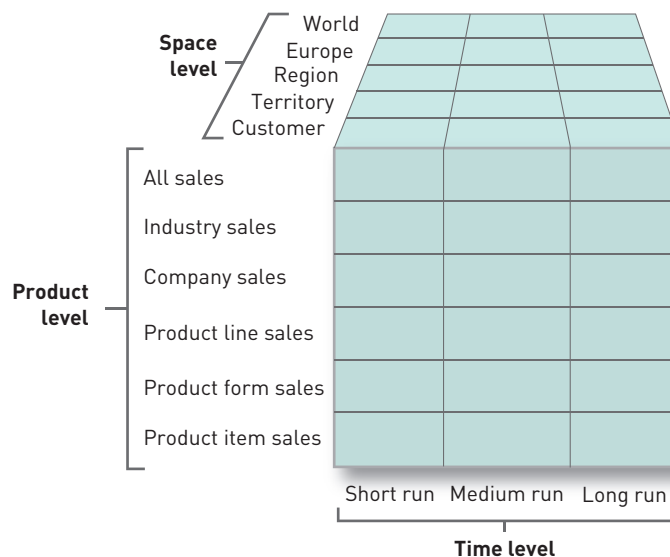 World
Space
level
Europe
Region
Territory
Customer
All sales
Industry sales
Company sales
Product
level
Product line sales
Product form sales
Product item sales
Short run Medium run Long run
Time level